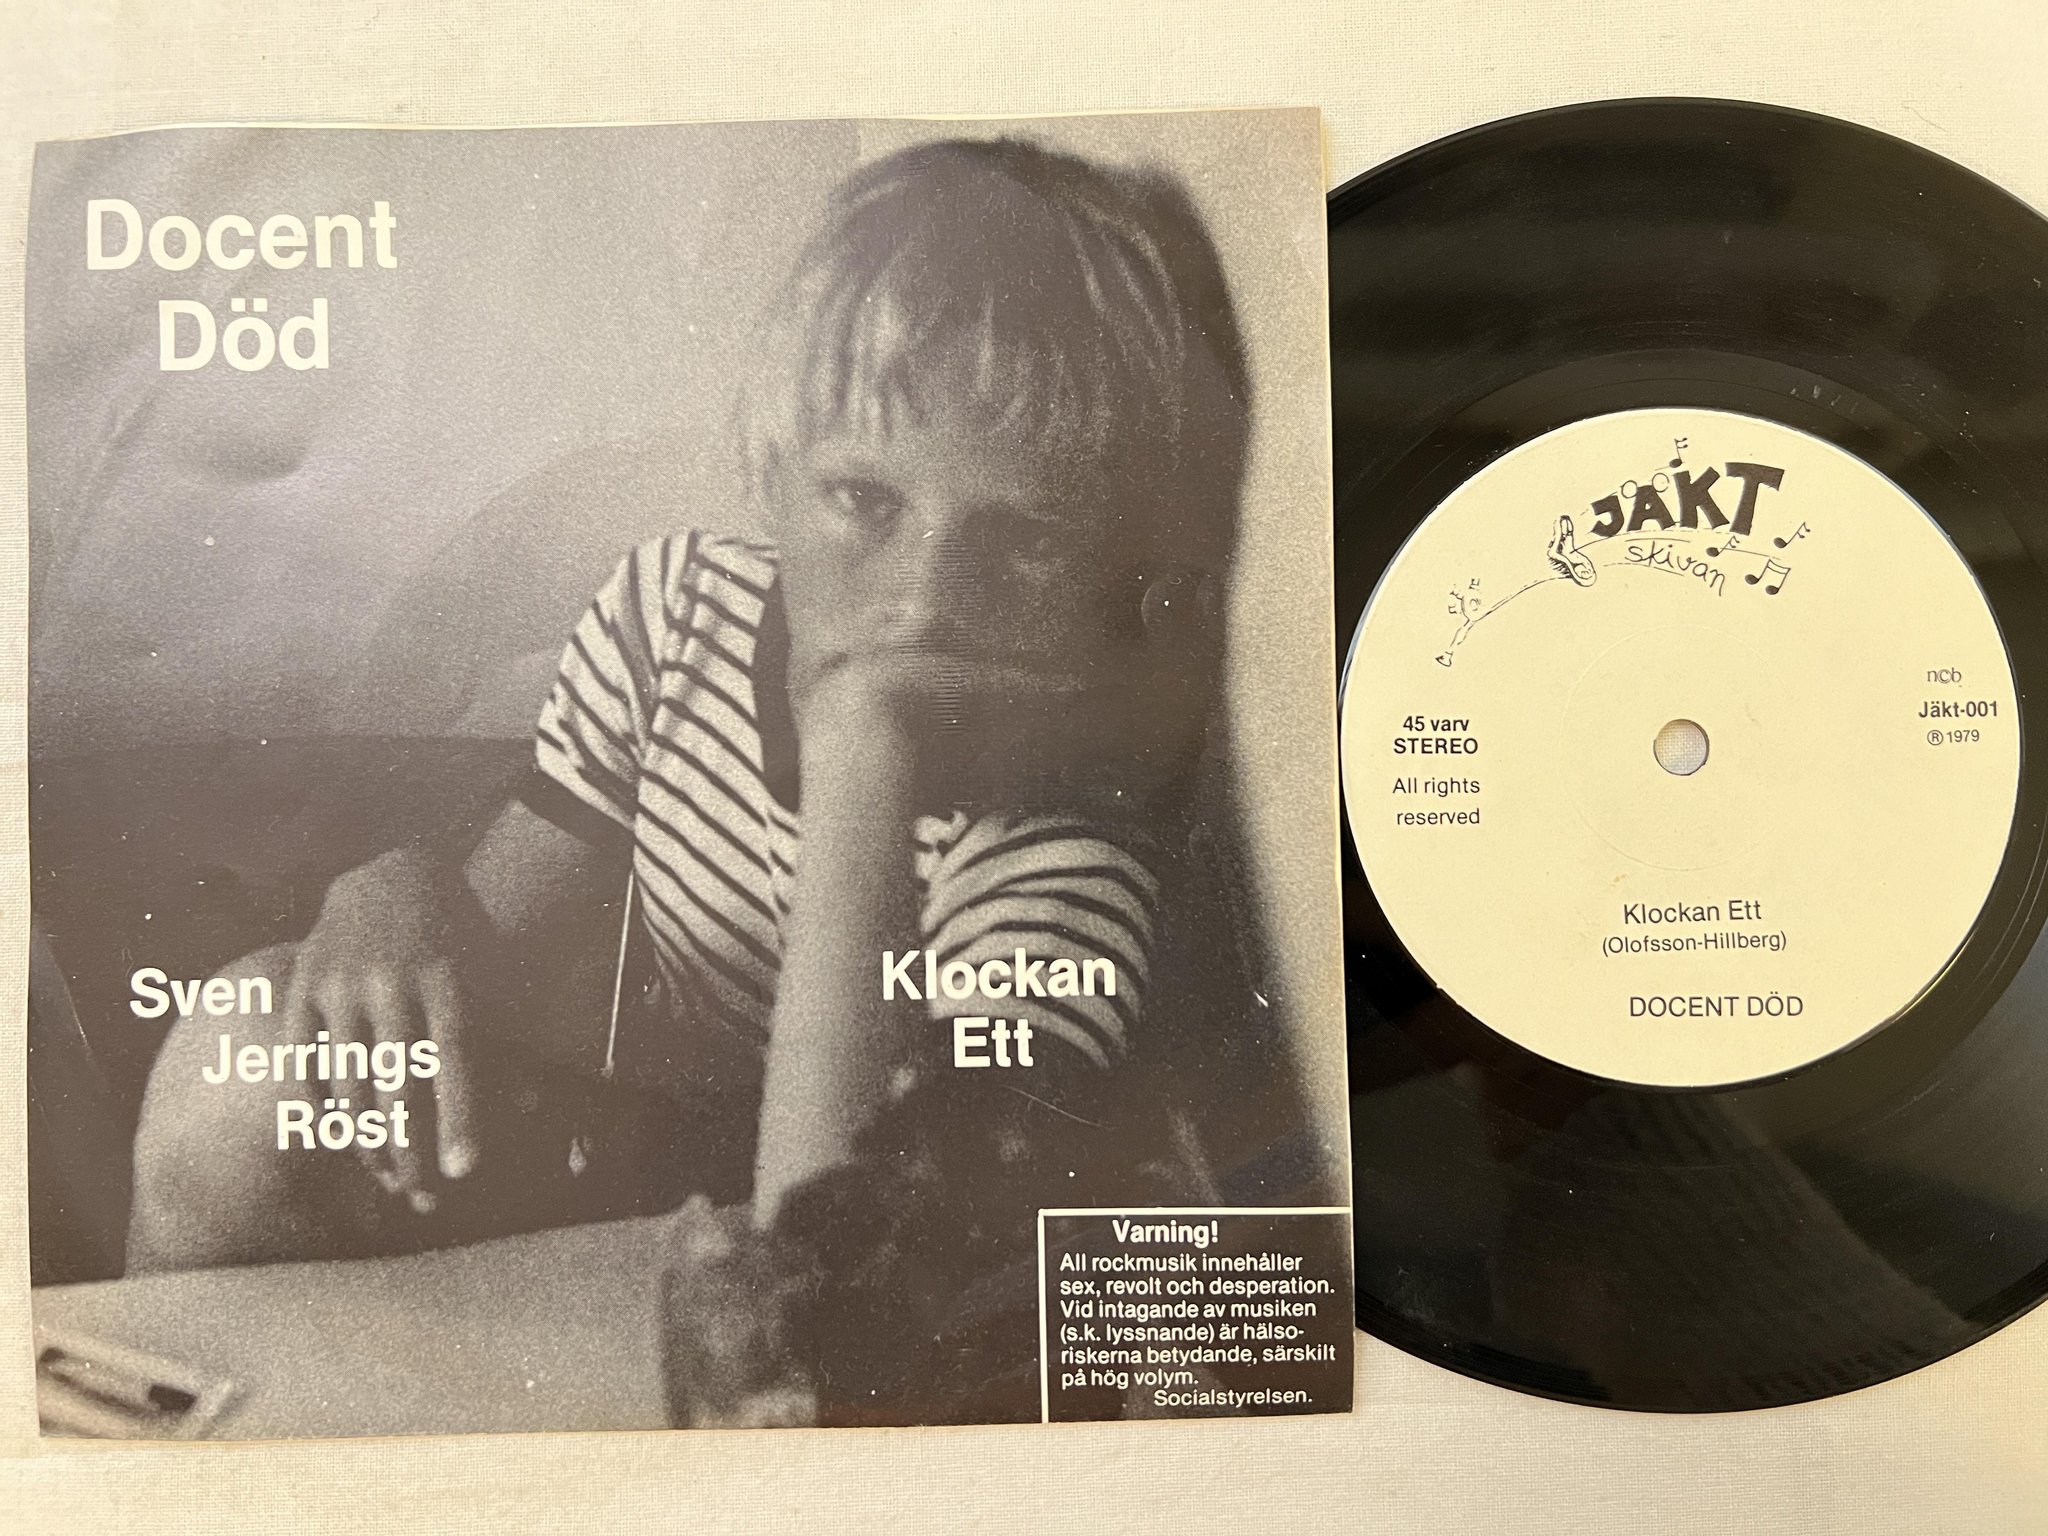 Docent
Död
Sven
Jerrings
Röst
Klockan
Ett
Varning!
All rockmusik innehåller
sex, revolt och desperation.
Vid intagande av musiken
(s.k. lyssnande) är hälso-
riskerna betydande, särskilt
på hög volym.
Socialstyrelsen.
JÄKT
skivan
45 varv
STEREO
All rights
reserved
n©b
Jäkt-001
Ⓡ 1979
Klockan Ett
(Olofsson-Hillberg)
DOCENT DÖD